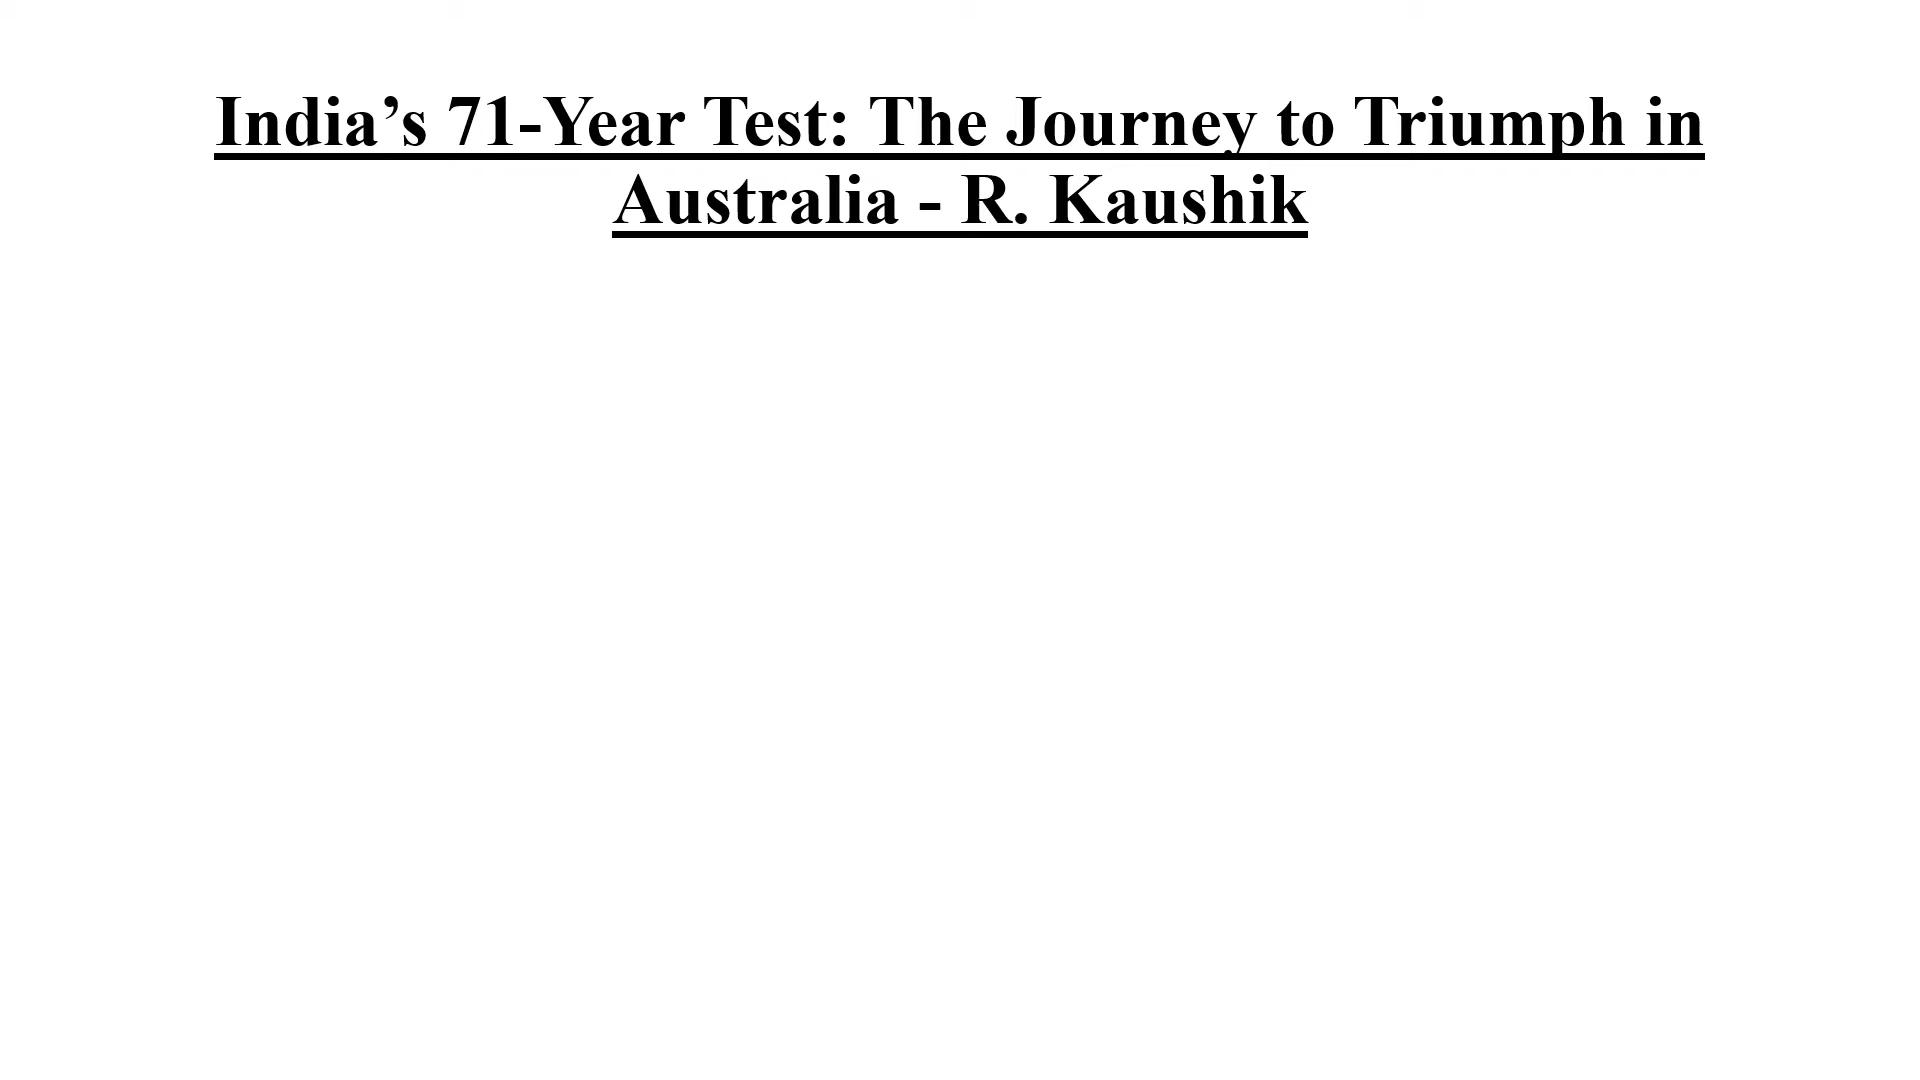 India’s 71-Year Test: The Journey to Triumph in
Australia - R. Kaushik